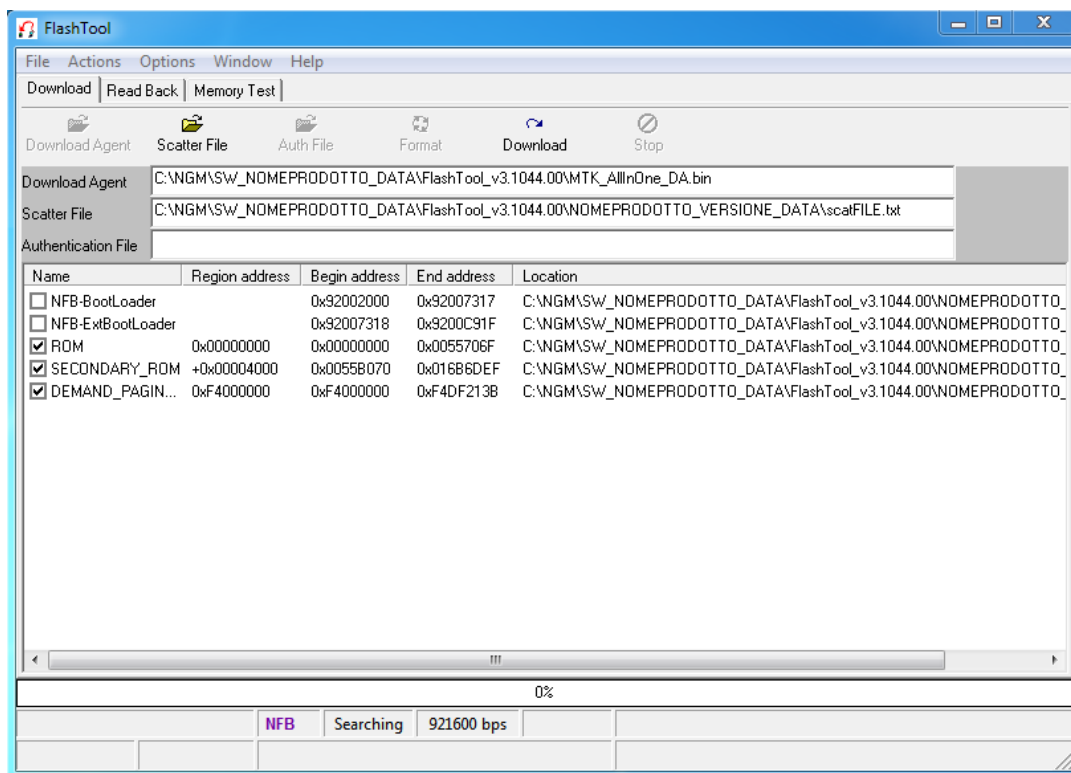 FlashTool
File Actions Options Window Help
Download Read Back Memory Test
Download Agent Scatter File Auth File Format Download Stop
Download Agent C:\NGM\SW_NOMEPRODOTTO_DATA\FlashTool_v3.1044.00\MTK_AllInOne_DA.bin
Scatter File C:\NGM\SW_NOMEPRODOTTO_DATA\FlashTool_v3.1044.00\NOMEPRODOTTO_VERSIONE_DATA\scatFILE.txt
Authentication File
Name Region address Begin address End address Location
NFB-BootLoader 0x92002000 0x92007317 C:\NGM\SW_NOMEPRODOTTO_DATA\FlashTool_v3.1044.00\NOMEPRODOTTO_
NFB-ExtBootLoader 0x92007318 0x9200C91F C:\NGM\SW_NOMEPRODOTTO_DATA\FlashTool_v3.1044.00\NOMEPRODOTTO_
ROM 0x00000000 0x00000000 0x0055706F C:\NGM\SW_NOMEPRODOTTO_DATA\FlashTool_v3.1044.00\NOMEPRODOTTO_
SECONDARY_ROM +0x00004000 0x0055B070 0x016B6DEF C:\NGM\SW_NOMEPRODOTTO_DATA\FlashTool_v3.1044.00\NOMEPRODOTTO_
DEMAND_PAGIN... 0xF4000000 0xF4000000 0xF4DF213B C:\NGM\SW_NOMEPRODOTTO_DATA\FlashTool_v3.1044.00\NOMEPRODOTTO_
0%
NFB Searching 921600 bps